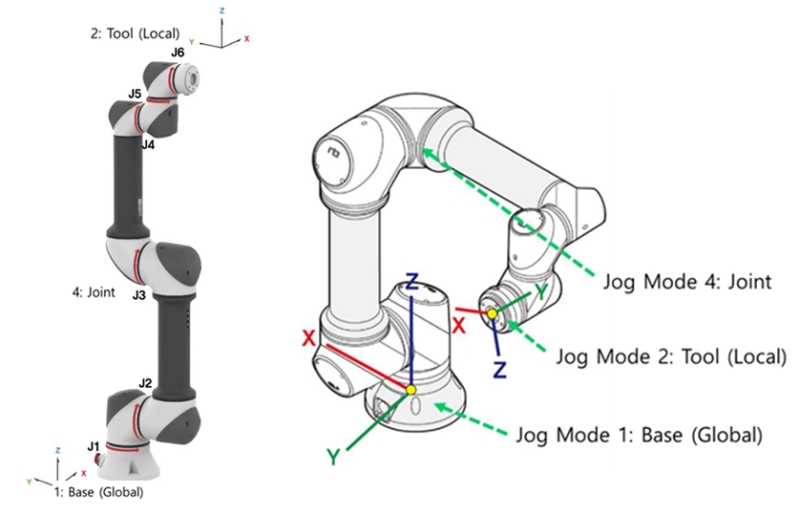 Z
2: Tool (Local)
Y
X
J6
J5
J4
4: Joint
J3
J2
J1
Z
X
Y
1: Base (Global)
Jog Mode 4: Joint
Z
Y
X
X
Jog Mode 2: Tool (Local)
Z
Jog Mode 1: Base (Global)
Y